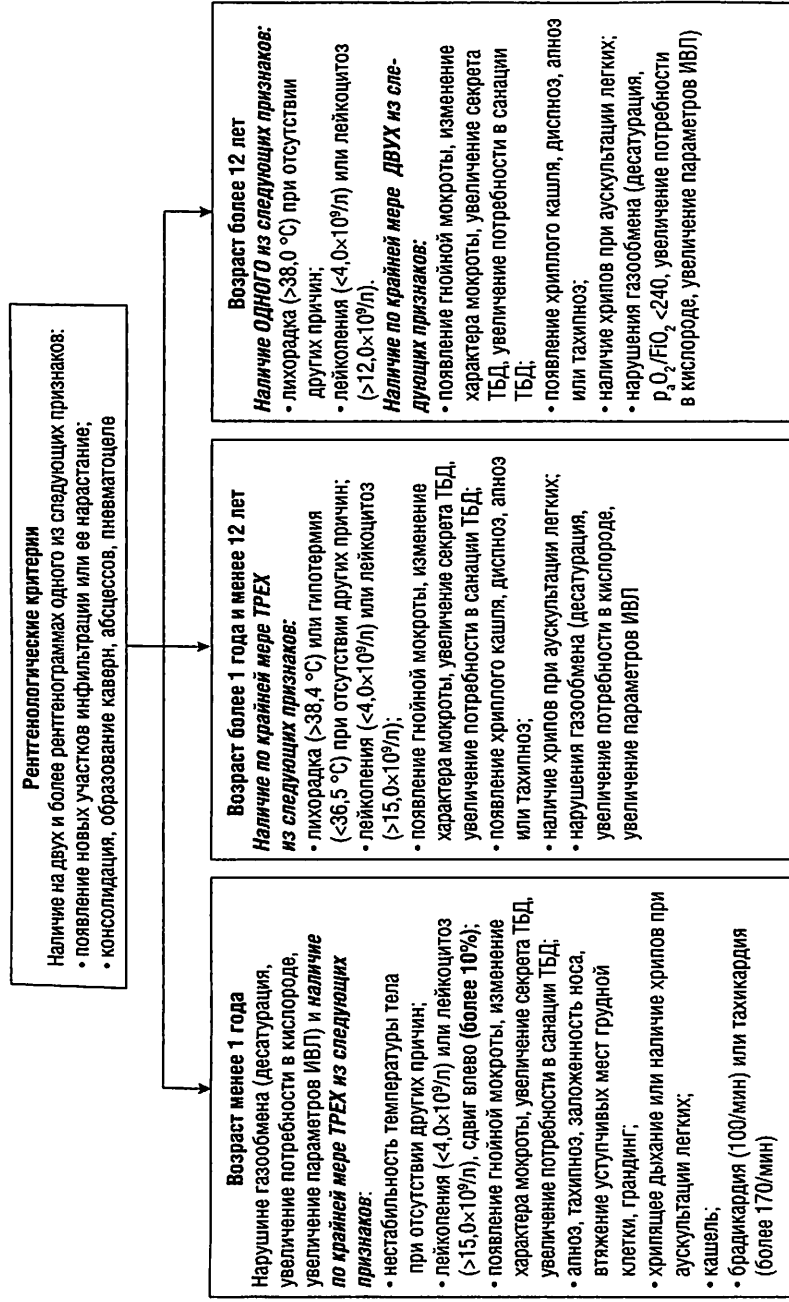 Рентгенологические критерии
Наличие на двух и более рентгенограммах одного из следующих признаков:
• появление новых участков инфильтрации или ее нарастание;
• консолидация, образование каверн, абсцессов, пневматоцеле
Возраст менее 1 года
Нарушине газообмена (десатурация,
увеличение потребности в кислороде,
увеличение параметров ИВЛ) и наличие
по крайней мере ТРЕХ из следующих
признаков:
• нестабильность температуры тела
при отсутствии других причин;
• лейкопения (<4,0×10⁹/л) или лейкоцитоз
(>15,0×10⁹/л), сдвиг влево (более 10%);
• появление гнойной мокроты, изменение
характера мокроты, увеличение секрета ТБД,
увеличение потребности в санации ТБД;
• апноэ, тахипноэ, заложенность носа,
втяжение уступчивых мест грудной
клетки, грандинг;
• хрипящее дыхание или наличие хрипов при
аускультации легких;
• кашель;
• брадикардия (100/мин) или тахикардия
(более 170/мин)
Возраст более 1 года и менее 12 лет
Наличие по крайней мере ТРЕХ
из следующих признаков:
• лихорадка (>38,4 °C) или гипотермия
(<36,5 °C) при отсутствии других причин;
• лейкопения (<4,0×10⁹/л) или лейкоцитоз
(>15,0×10⁹/л);
• появление гнойной мокроты, изменение
характера мокроты, увеличение секрета ТБД,
увеличение потребности в санации ТБД;
• появление хриплого кашля, диспноэ, апноэ
или тахипноэ;
• наличие хрипов при аускультации легких;
• нарушения газообмена (десатурация,
увеличение потребности в кислороде,
увеличение параметров ИВЛ
Возраст более 12 лет
Наличие ОДНОГО из следующих признаков:
• лихорадка (>38,0 °C) при отсутствии
других причин;
• лейкопения (<4,0×10⁹/л) или лейкоцитоз
(>12,0×10⁹/л).
Наличие по крайней мере ДВУХ из сле-
дующих признаков:
• появление гнойной мокроты, изменение
характера мокроты, увеличение секрета
ТБД, увеличение потребности в санации
ТБД;
• появление хриплого кашля, диспноэ, апноэ
или тахипноэ;
• наличие хрипов при аускультации легких;
• нарушения газообмена (десатурация,
pₐO₂/FiO₂ <240, увеличение потребности
в кислороде, увеличение параметров ИВЛ)